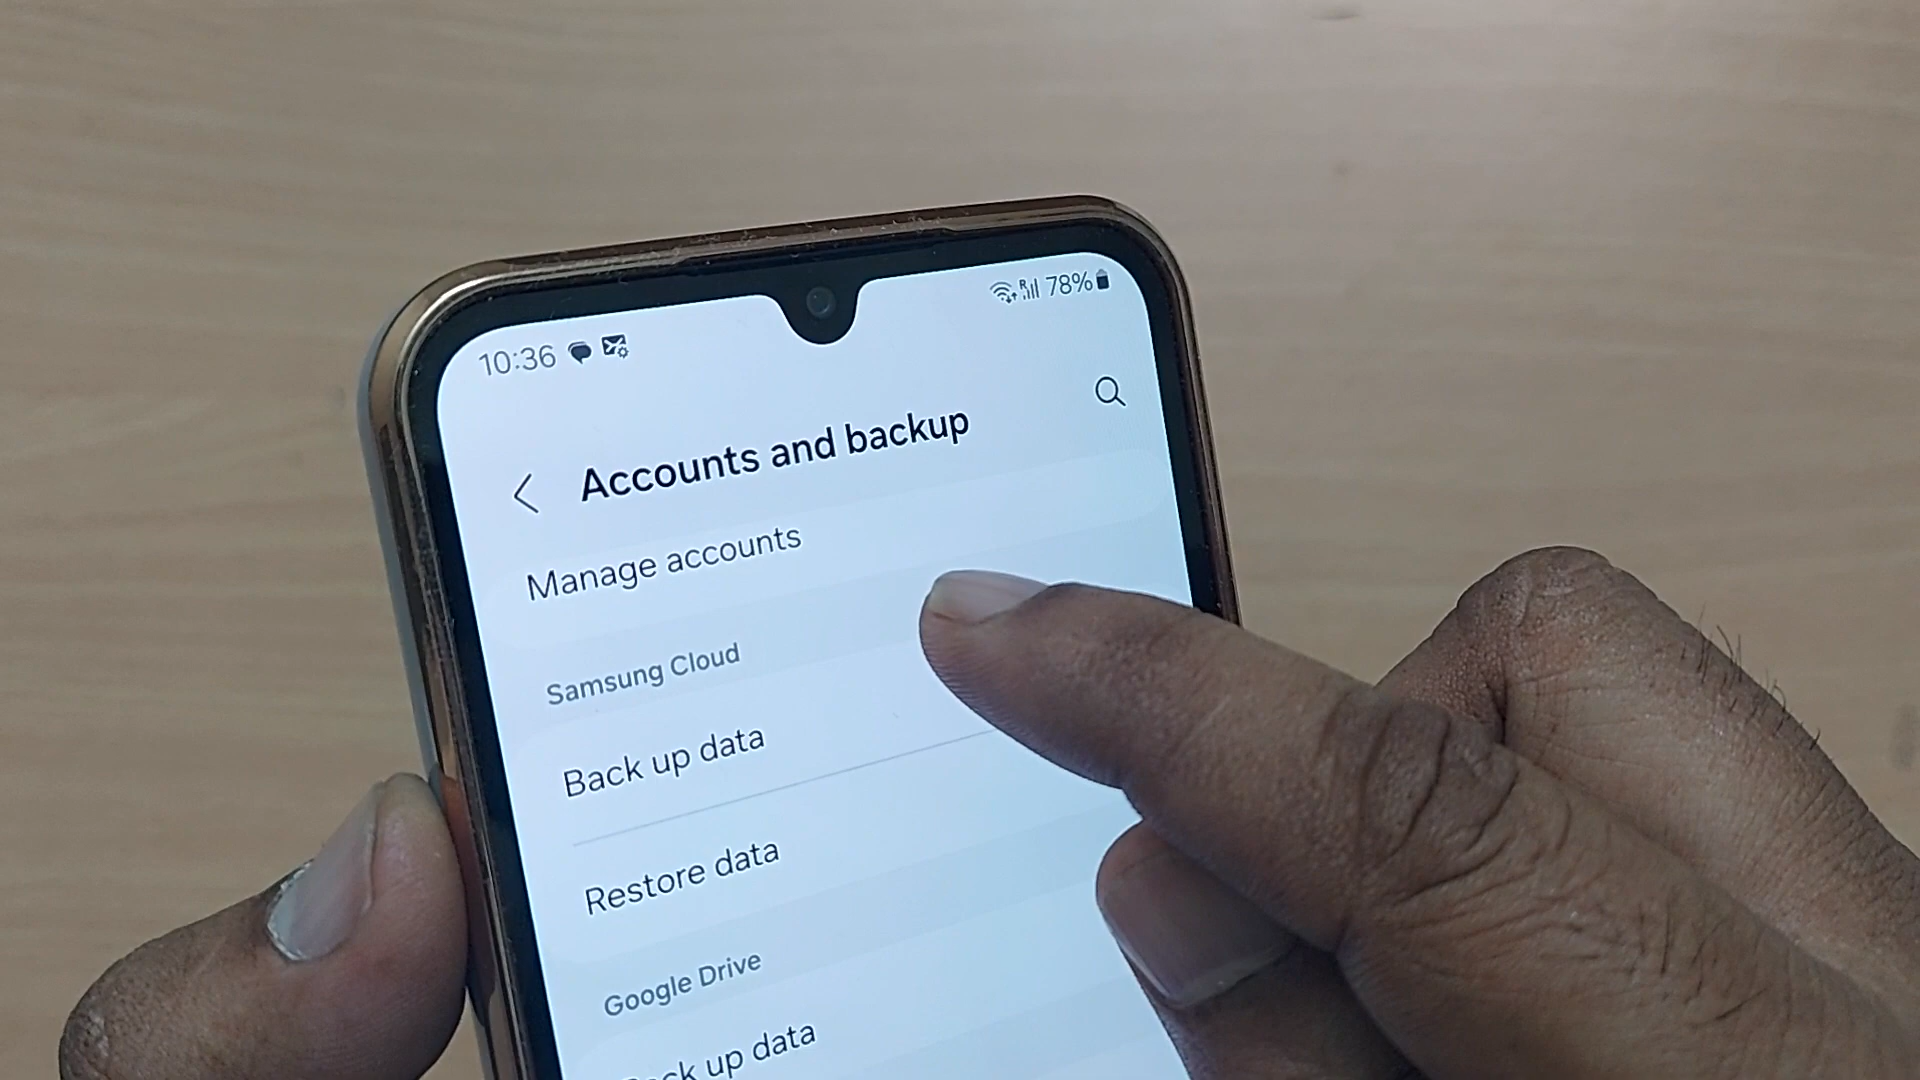 10:36
R 78%
Accounts and backup
Manage accounts
Samsung Cloud
Back up data
Restore data
Google Drive
up data